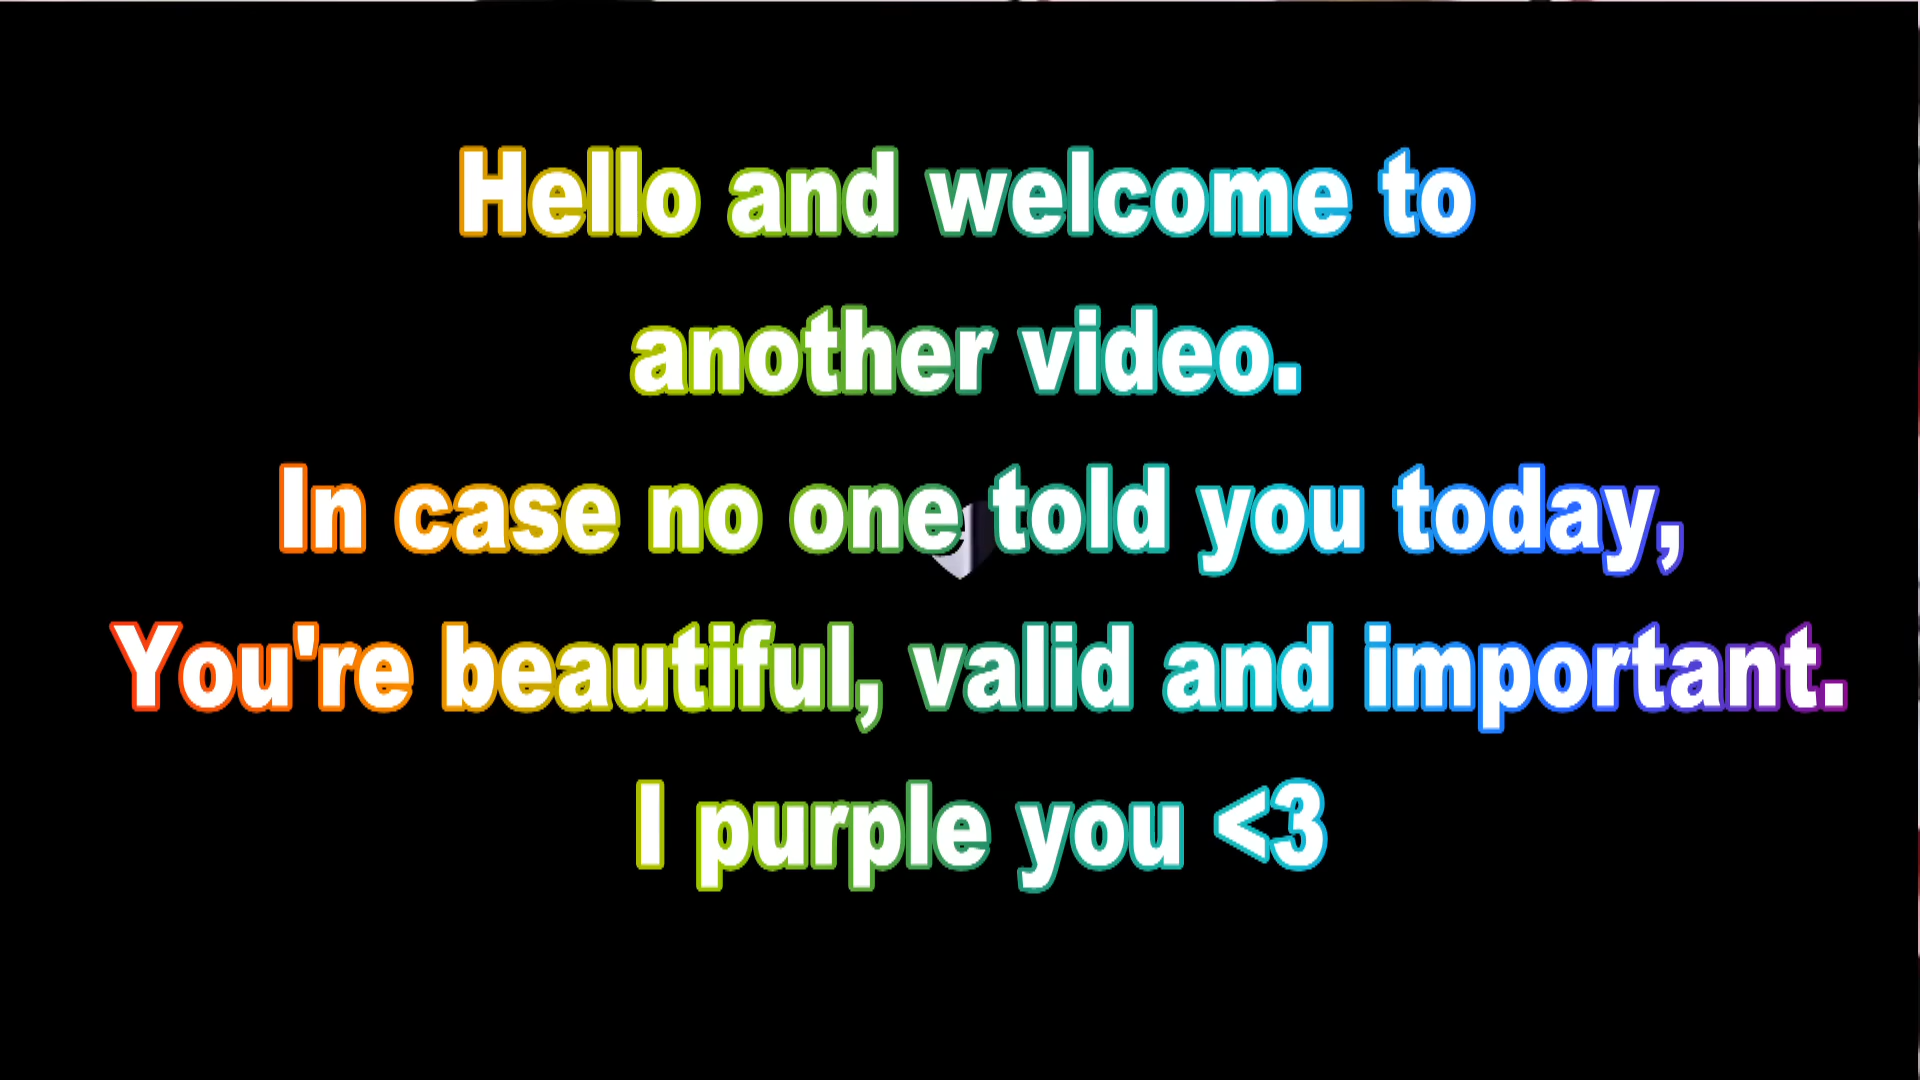 Hello and welcome to
another video.
In case no one told you today,
You're beautiful, valid and important.
I purple you <3